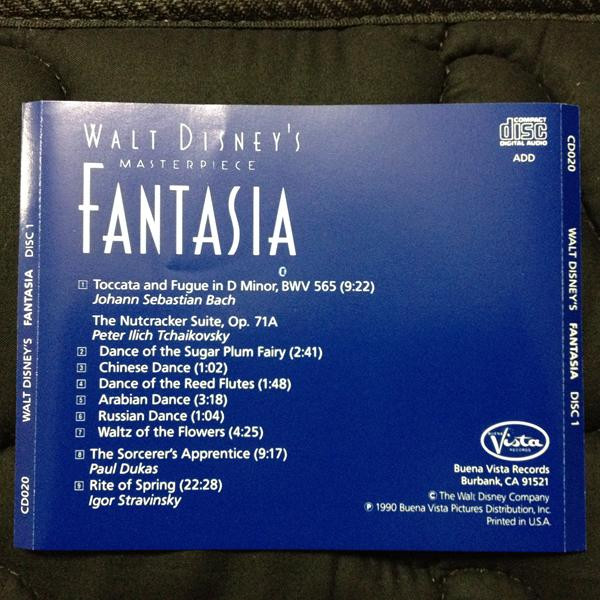 WALT DISNEY'S
MASTERPIECE
FANTASIA
COMPACT
disc
DIGITAL AUDIO
ADD
1 Toccata and Fugue in D Minor, BWV 565 (9:22)
Johann Sebastian Bach
The Nutcracker Suite, Op. 71A
Peter Ilich Tchaikovsky
2 Dance of the Sugar Plum Fairy (2:41)
3 Chinese Dance (1:02)
4 Dance of the Reed Flutes (1:48)
5 Arabian Dance (3:18)
6 Russian Dance (1:04)
7 Waltz of the Flowers (4:25)
8 The Sorcerer's Apprentice (9:17)
Paul Dukas
9 Rite of Spring (22:28)
Igor Stravinsky
BUENA
Vista
RECORDS
Buena Vista Records
Burbank, CA 91521
© The Walt Disney Company
℗ 1990 Buena Vista Pictures Distribution, Inc.
Printed in U.S.A.
CD020 WALT DISNEY'S FANTASIA DISC 1
CD020 WALT DISNEY'S FANTASIA DISC 1